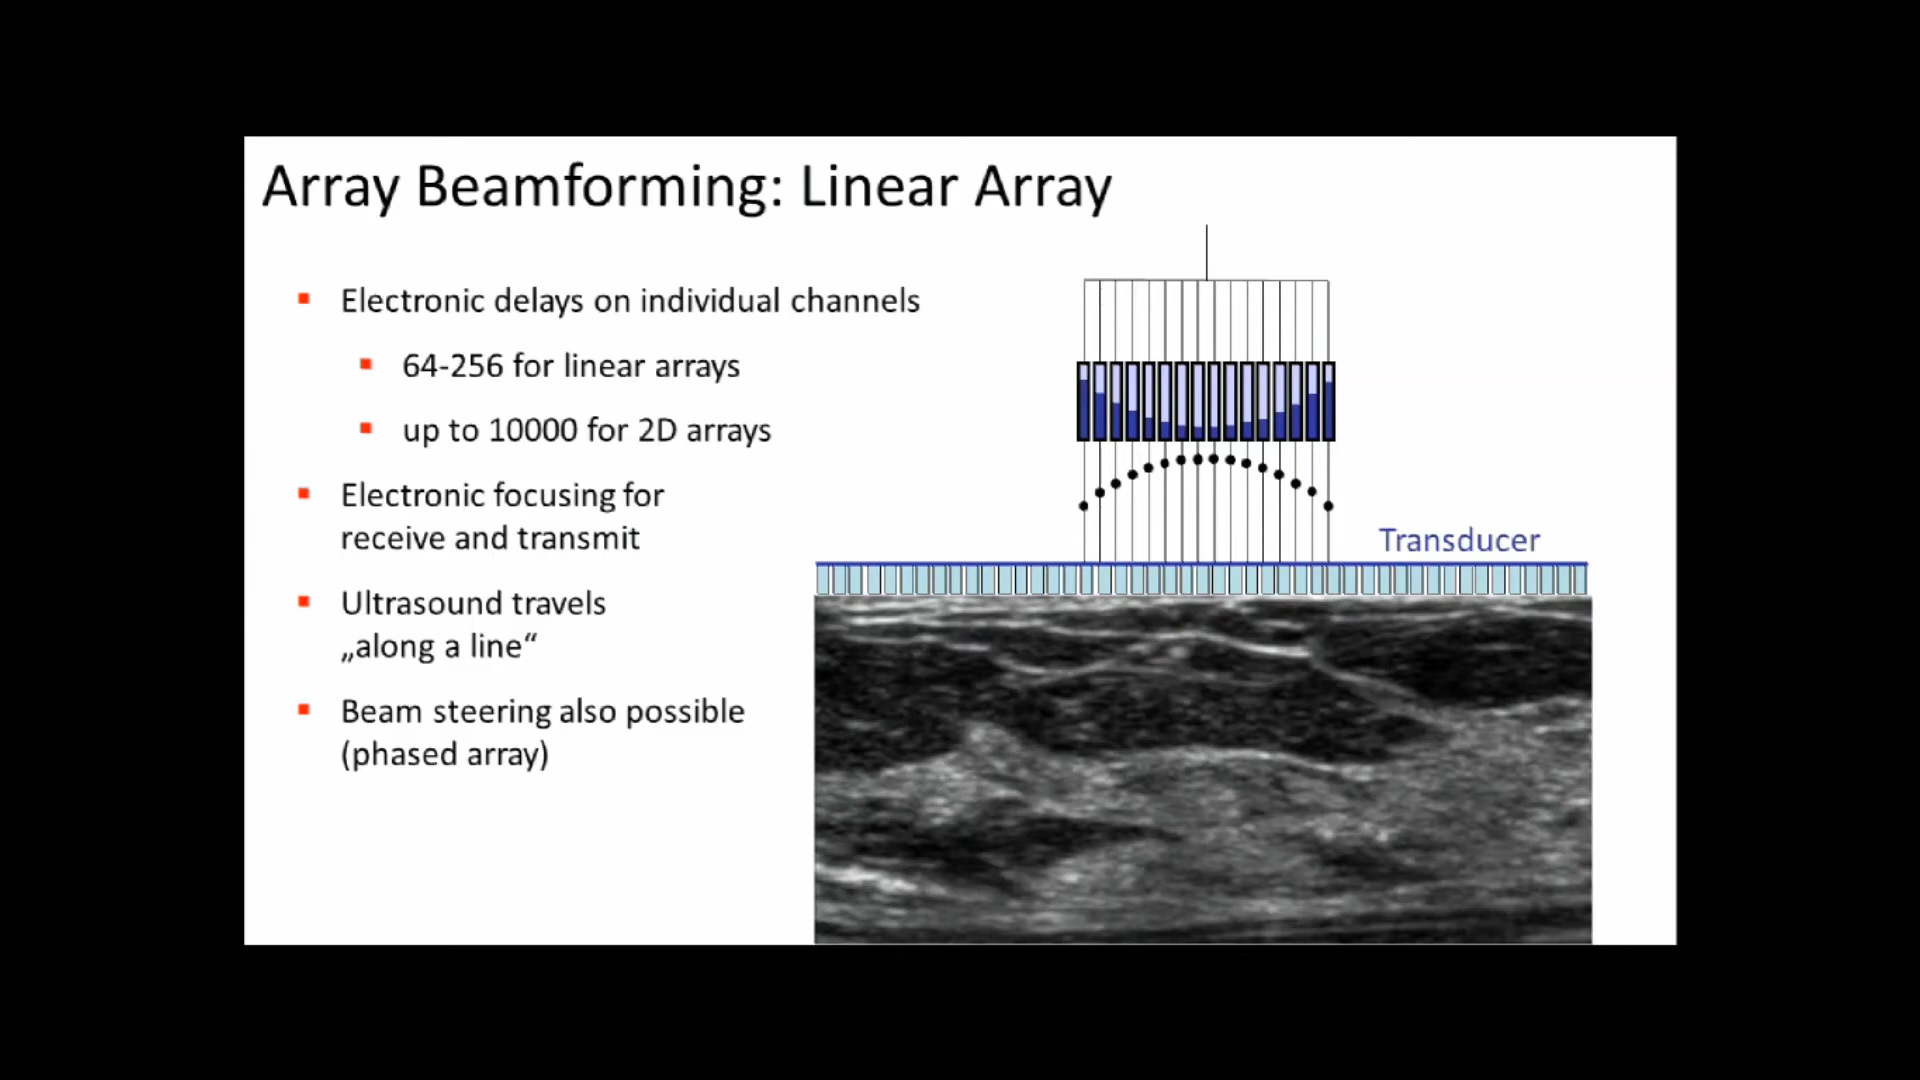 Array Beamforming: Linear Array
Electronic delays on individual channels
64-256 for linear arrays
up to 10000 for 2D arrays
Electronic focusing for
receive and transmit
Ultrasound travels
„along a line“
Beam steering also possible
(phased array)
Transducer